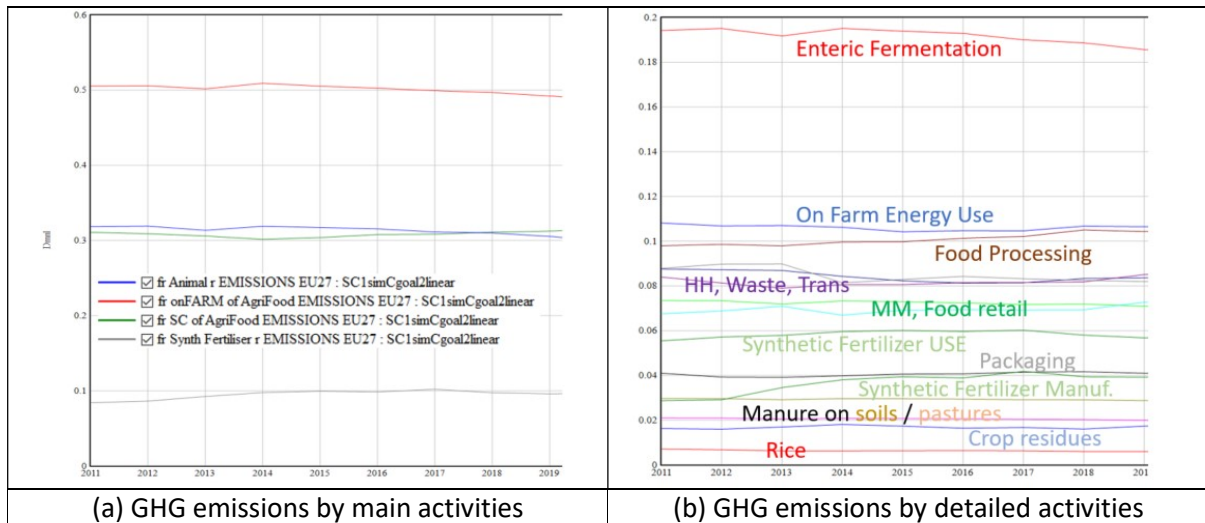 0.6
0.5
0.4
0.3
0.2
0.1
0
Dmnl
fr Animal r EMISSIONS EU27 : SC1simCgoal2linear
fr onFARM of AgriFood EMISSIONS EU27 : SC1simCgoal2linear
fr SC of AgriFood EMISSIONS EU27 : SC1simCgoal2linear
fr Synth Fertiliser r EMISSIONS EU27 : SC1simCgoal2linear
2011 2012 2013 2014 2015 2016 2017 2018 2019
(a) GHG emissions by main activities
0.2
0.18
0.16
0.14
0.12
0.1
0.08
0.06
0.04
0.02
0
Enteric Fermentation
On Farm Energy Use
Food Processing
HH, Waste, Trans
MM, Food retail
Synthetic Fertilizer USE
Packaging
Synthetic Fertilizer Manuf.
Manure on soils / pastures
Crop residues
Rice
2011 2012 2013 2014 2015 2016 2017 2018 201
(b) GHG emissions by detailed activities